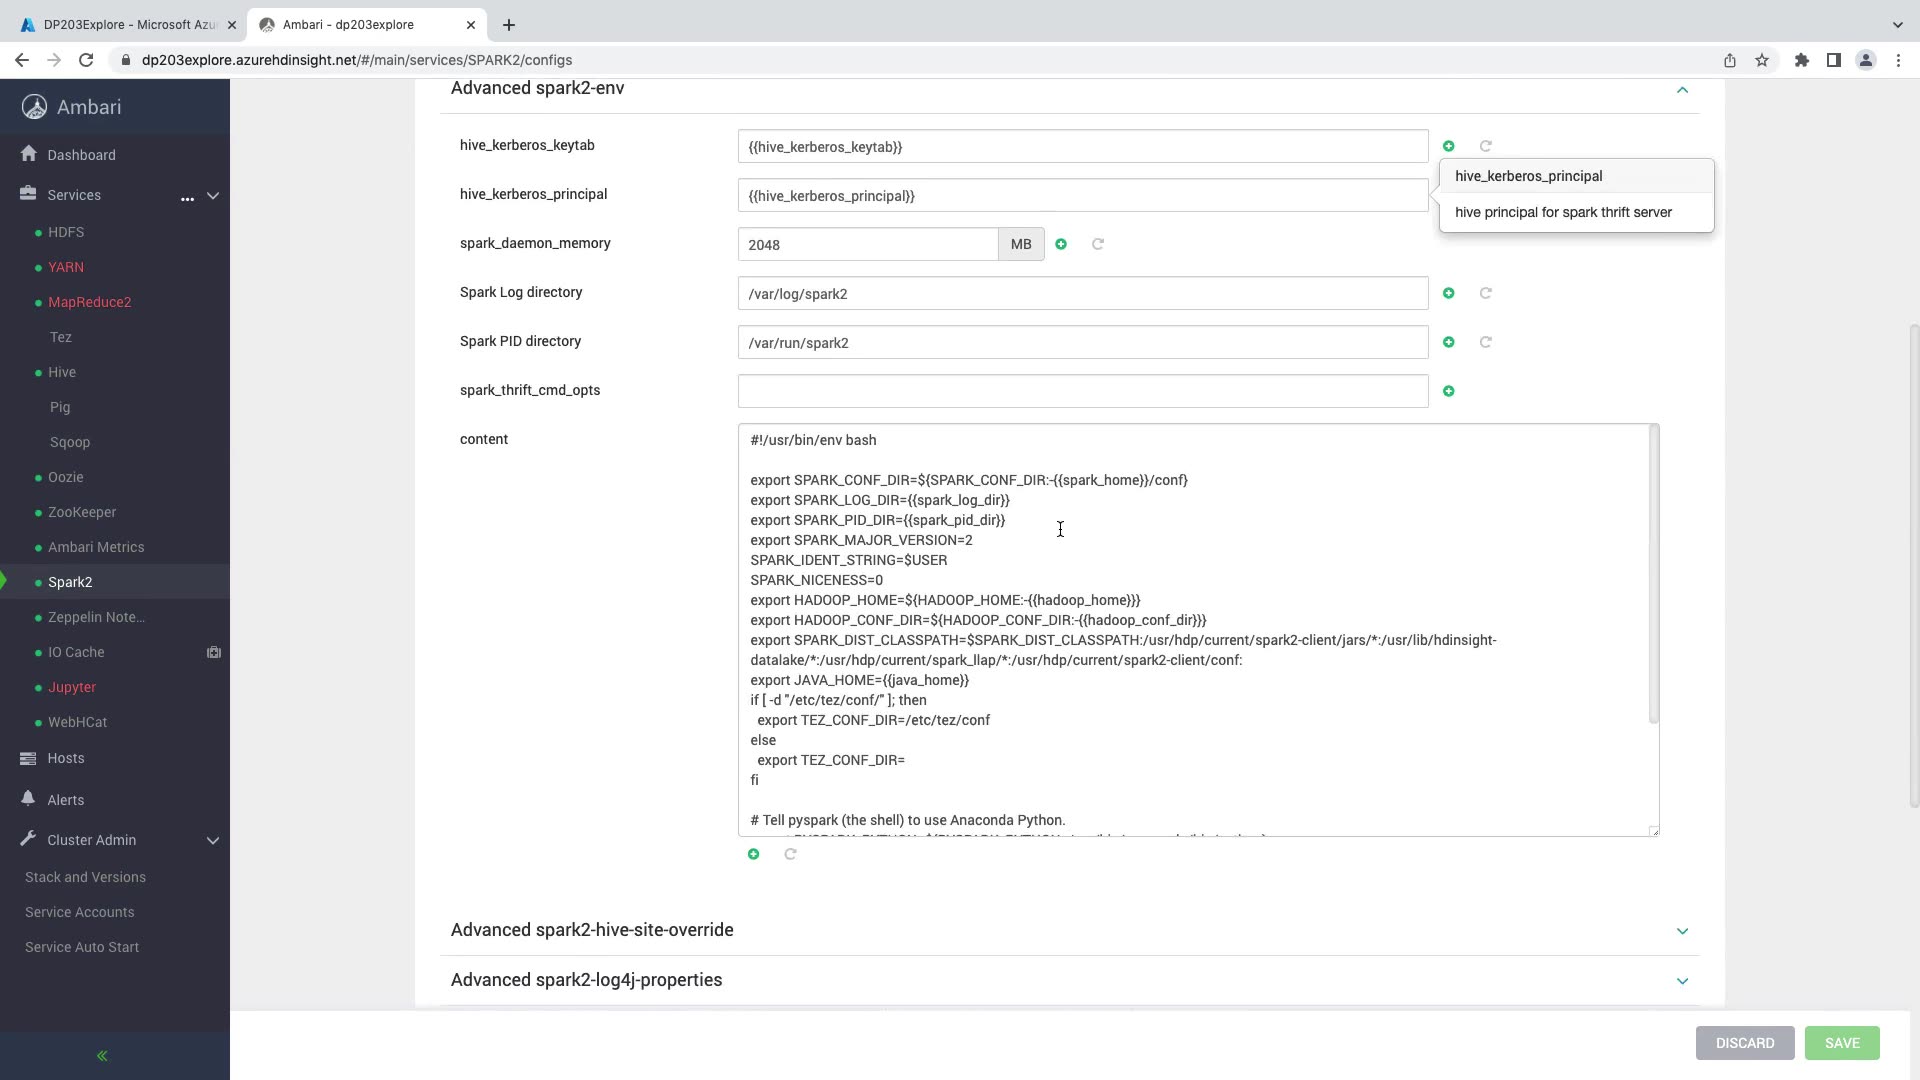 DP203Explore - Microsoft Azu
Ambari - dp203explore
dp203explore.azurehdinsight.net/#/main/services/SPARK2/configs
Ambari
Dashboard
Services
...
HDFS
YARN
MapReduce2
Tez
Hive
Pig
Sqoop
Oozie
ZooKeeper
Ambari Metrics
Spark2
Zeppelin Note...
IO Cache
Jupyter
WebHCat
Hosts
Alerts
Cluster Admin
Stack and Versions
Service Accounts
Service Auto Start
Advanced spark2-env
hive_kerberos_keytab
{{hive_kerberos_keytab}}
hive_kerberos_principal
{{hive_kerberos_principal}}
hive_kerberos_principal
hive principal for spark thrift server
spark_daemon_memory
2048 MB
Spark Log directory
/var/log/spark2
Spark PID directory
/var/run/spark2
spark_thrift_cmd_opts
content
#!/usr/bin/env bash
export SPARK_CONF_DIR=${SPARK_CONF_DIR:-{{spark_home}}/conf}
export SPARK_LOG_DIR={{spark_log_dir}}
export SPARK_PID_DIR={{spark_pid_dir}}
export SPARK_MAJOR_VERSION=2
SPARK_IDENT_STRING=$USER
SPARK_NICENESS=0
export HADOOP_HOME=${HADOOP_HOME:-{{hadoop_home}}}
export HADOOP_CONF_DIR=${HADOOP_CONF_DIR:-{{hadoop_conf_dir}}}
export SPARK_DIST_CLASSPATH=$SPARK_DIST_CLASSPATH:/usr/hdp/current/spark2-client/jars/*:/usr/lib/hdinsight-
datalake/*:/usr/hdp/current/spark_llap/*:/usr/hdp/current/spark2-client/conf:
export JAVA_HOME={{java_home}}
if [ -d "/etc/tez/conf/" ]; then
export TEZ_CONF_DIR=/etc/tez/conf
else
export TEZ_CONF_DIR=
fi
# Tell pyspark (the shell) to use Anaconda Python.
Advanced spark2-hive-site-override
Advanced spark2-log4j-properties
DISCARD
SAVE